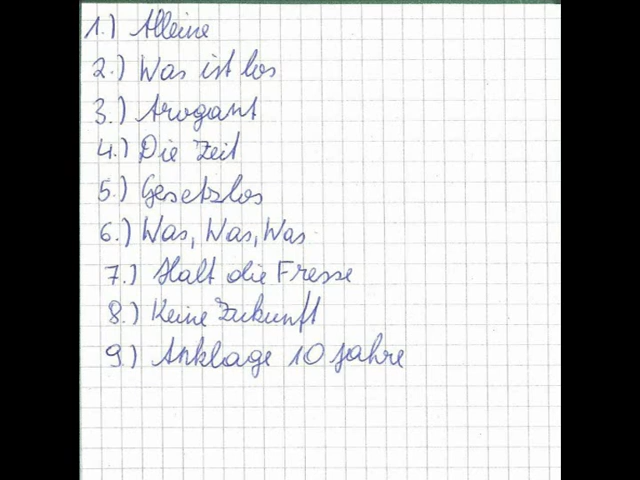 1.) Alleine
2.) Was ist los
3.) Arogant
4.) Die Zeit
5.) Gesetzlos
6.) Was, Was, Was
7.) Halt die Fresse
8.) Keine Zukunft
9.) Anklage 10 Jahre